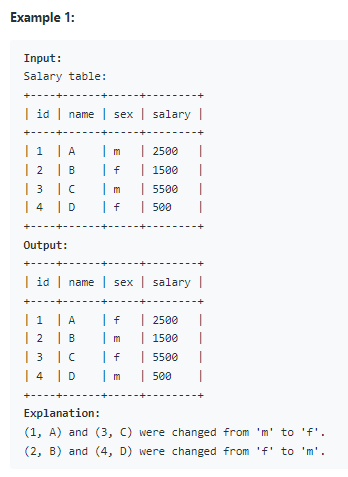 Example 1:
Input:
Salary table:
+----+------+-----+--------+
| id | name | sex | salary |
+----+------+-----+--------+
| 1  | A    | m   | 2500   |
| 2  | B    | f   | 1500   |
| 3  | C    | m   | 5500   |
| 4  | D    | f   | 500    |
+----+------+-----+--------+
Output:
+----+------+-----+--------+
| id | name | sex | salary |
+----+------+-----+--------+
| 1  | A    | f   | 2500   |
| 2  | B    | m   | 1500   |
| 3  | C    | f   | 5500   |
| 4  | D    | m   | 500    |
+----+------+-----+--------+
Explanation:
(1, A) and (3, C) were changed from 'm' to 'f'.
(2, B) and (4, D) were changed from 'f' to 'm'.